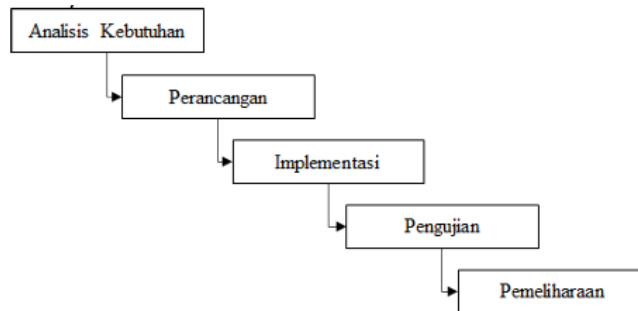 Analisis Kebutuhan
Perancangan
Implementasi
Pengujian
Pemeliharaan